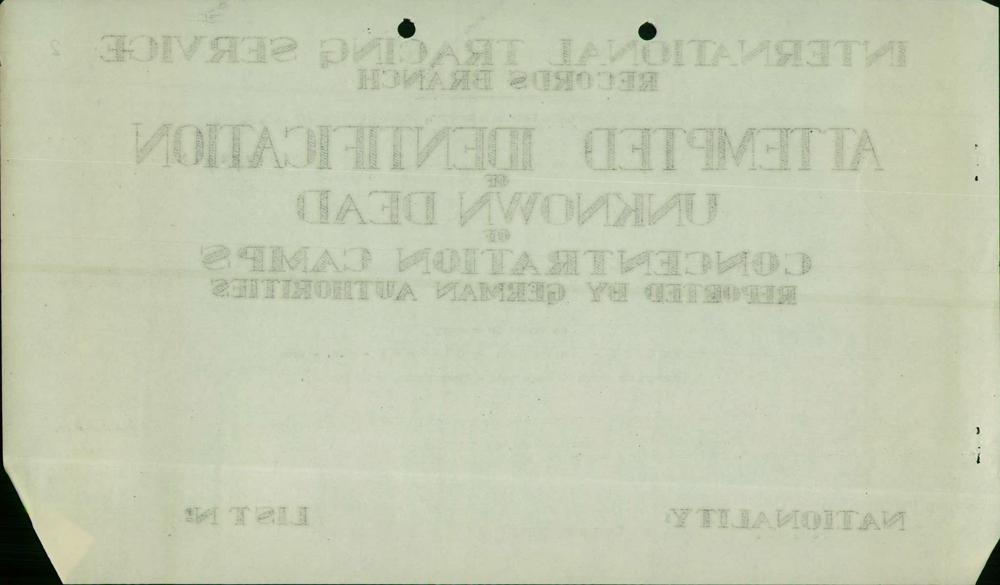 INTERNATIONAL TRACING SERVICE 2
RECORDS BRANCH
ATTEMPTED IDENTIFICATION
OF
UNKNOWN DEAD
OF
CONCENTRATION CAMPS
REPORTED BY GERMAN AUTHORITIES
NATIONALITY: LIST Nº